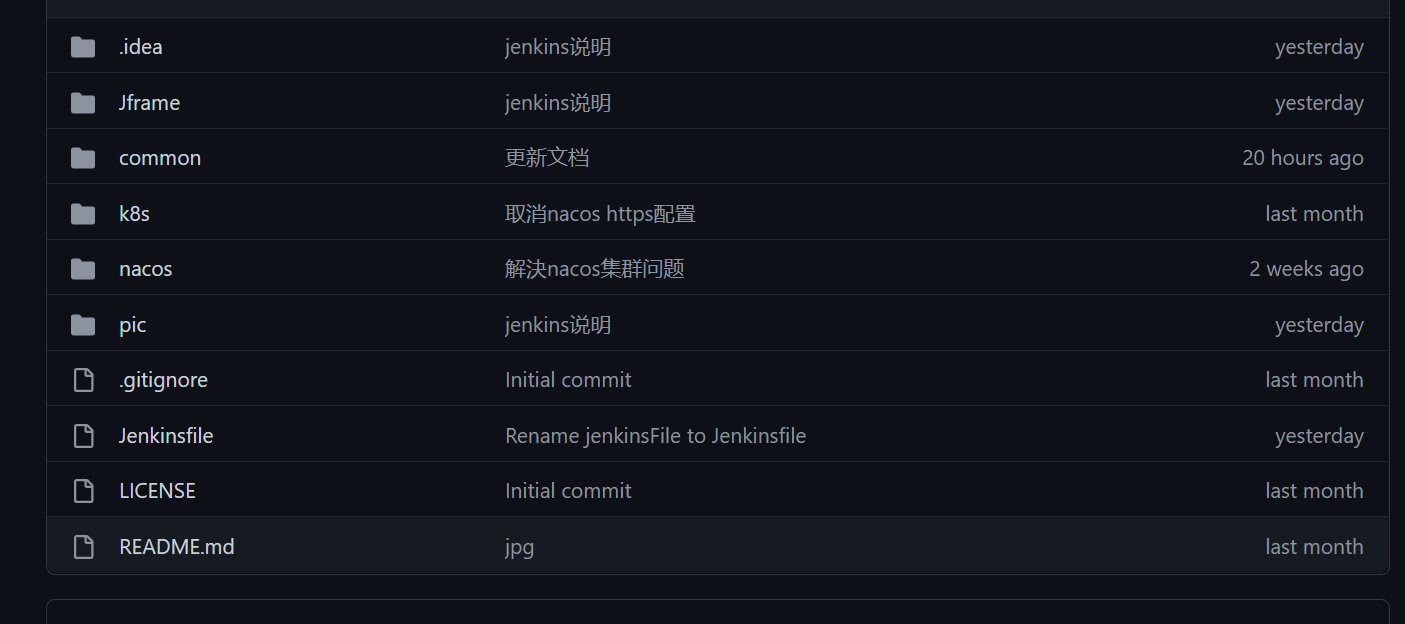 .idea jenkins说明 yesterday
Jframe jenkins说明 yesterday
common 更新文档 20 hours ago
k8s 取消nacos https配置 last month
nacos 解决nacos集群问题 2 weeks ago
pic jenkins说明 yesterday
.gitignore Initial commit last month
Jenkinsfile Rename jenkinsFile to Jenkinsfile yesterday
LICENSE Initial commit last month
README.md jpg last month